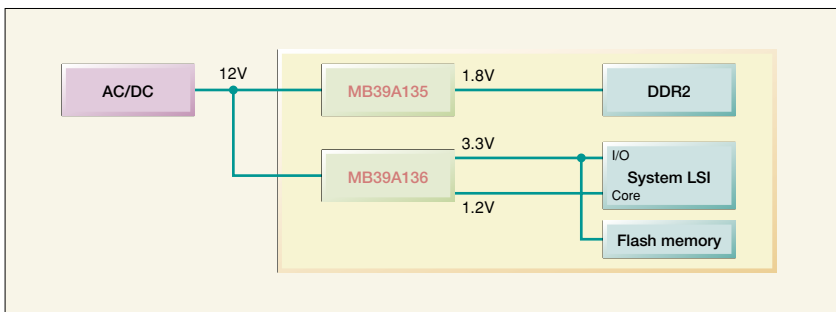 12V
AC/DC
MB39A135
1.8V
DDR2
MB39A136
3.3V
1.2V
I/O
System LSI
Core
Flash memory